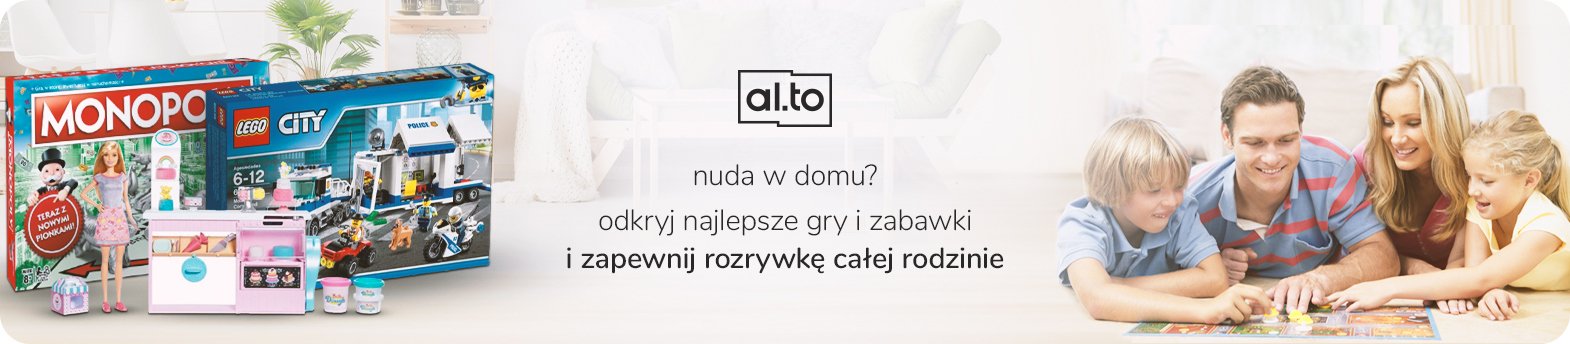 al.to
nuda w domu?
odkryj najlepsze gry i zabawki
i zapewnij rozrywkę całej rodzinie
MONOPO
TERAZ Z
NOWYMI
PIONKAMI!
LEGO
CITY
6-12
POLICE